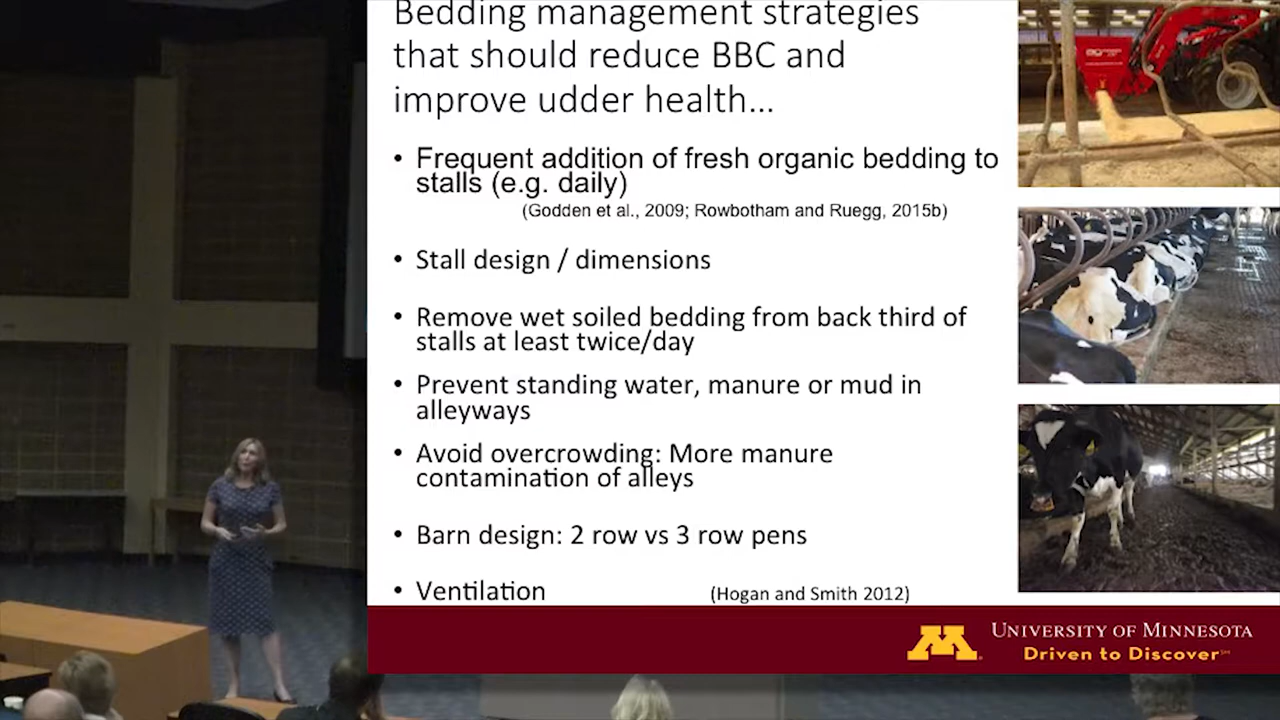 Bedding management strategies
that should reduce BBC and
improve udder health...
• Frequent addition of fresh organic bedding to
stalls (e.g. daily)
(Godden et al., 2009; Rowbotham and Ruegg, 2015b)
• Stall design / dimensions
• Remove wet soiled bedding from back third of
stalls at least twice/day
• Prevent standing water, manure or mud in
alleyways
• Avoid overcrowding: More manure
contamination of alleys
• Barn design: 2 row vs 3 row pens
• Ventilation (Hogan and Smith 2012)
M UNIVERSITY OF MINNESOTA
Driven to Discover℠